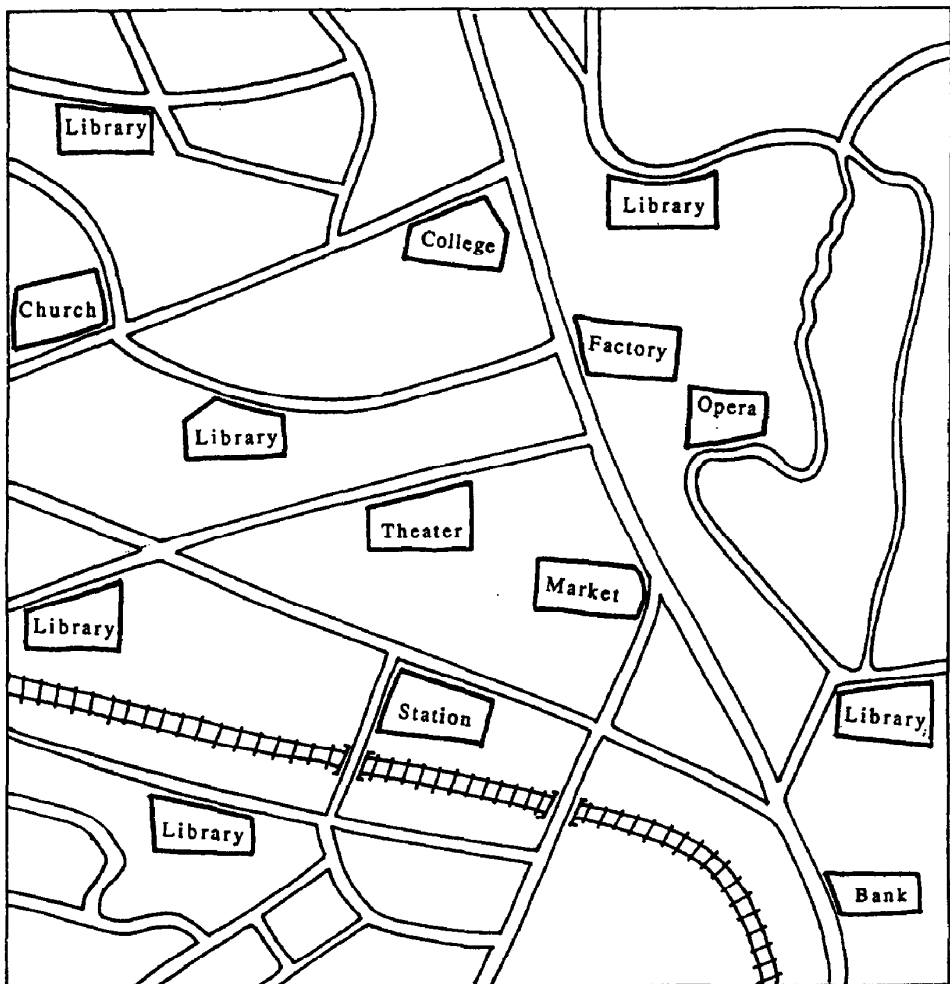 Library
Library
College
Church
Factory
Opera
Library
Theater
Market
Library
Station
Library
Library
Bank